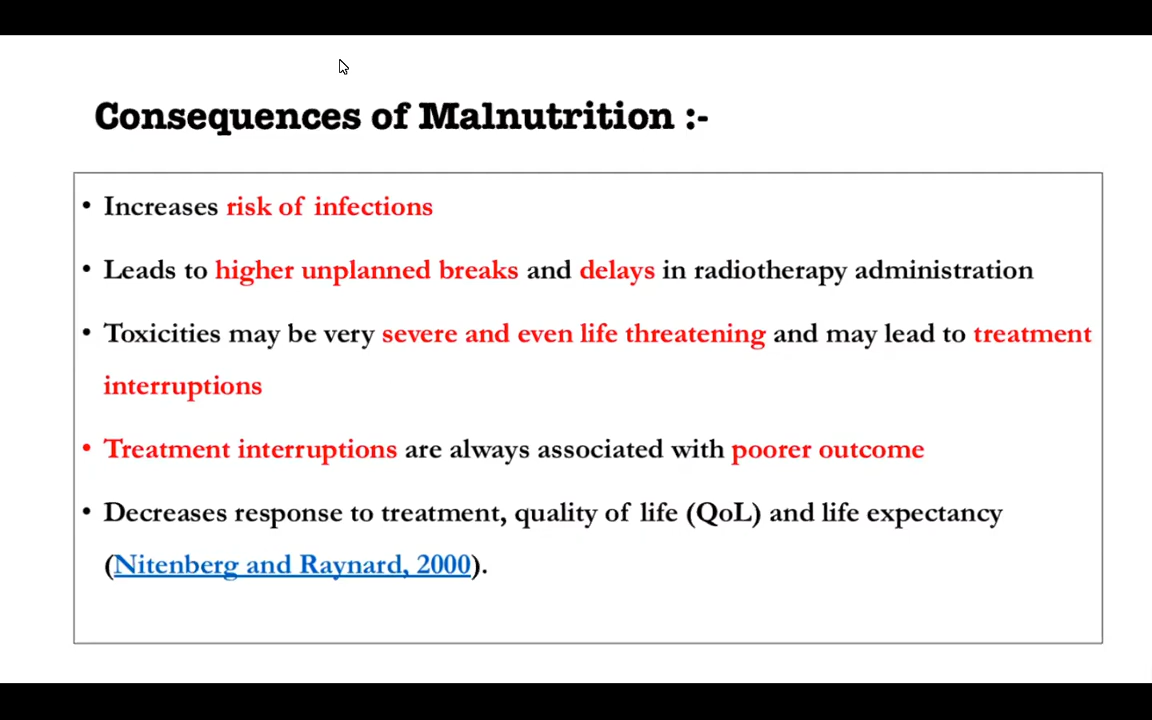 Consequences of Malnutrition :-
• Increases risk of infections
• Leads to higher unplanned breaks and delays in radiotherapy administration
• Toxicities may be very severe and even life threatening and may lead to treatment
interruptions
• Treatment interruptions are always associated with poorer outcome
• Decreases response to treatment, quality of life (QoL) and life expectancy
(Nitenberg and Raynard, 2000).